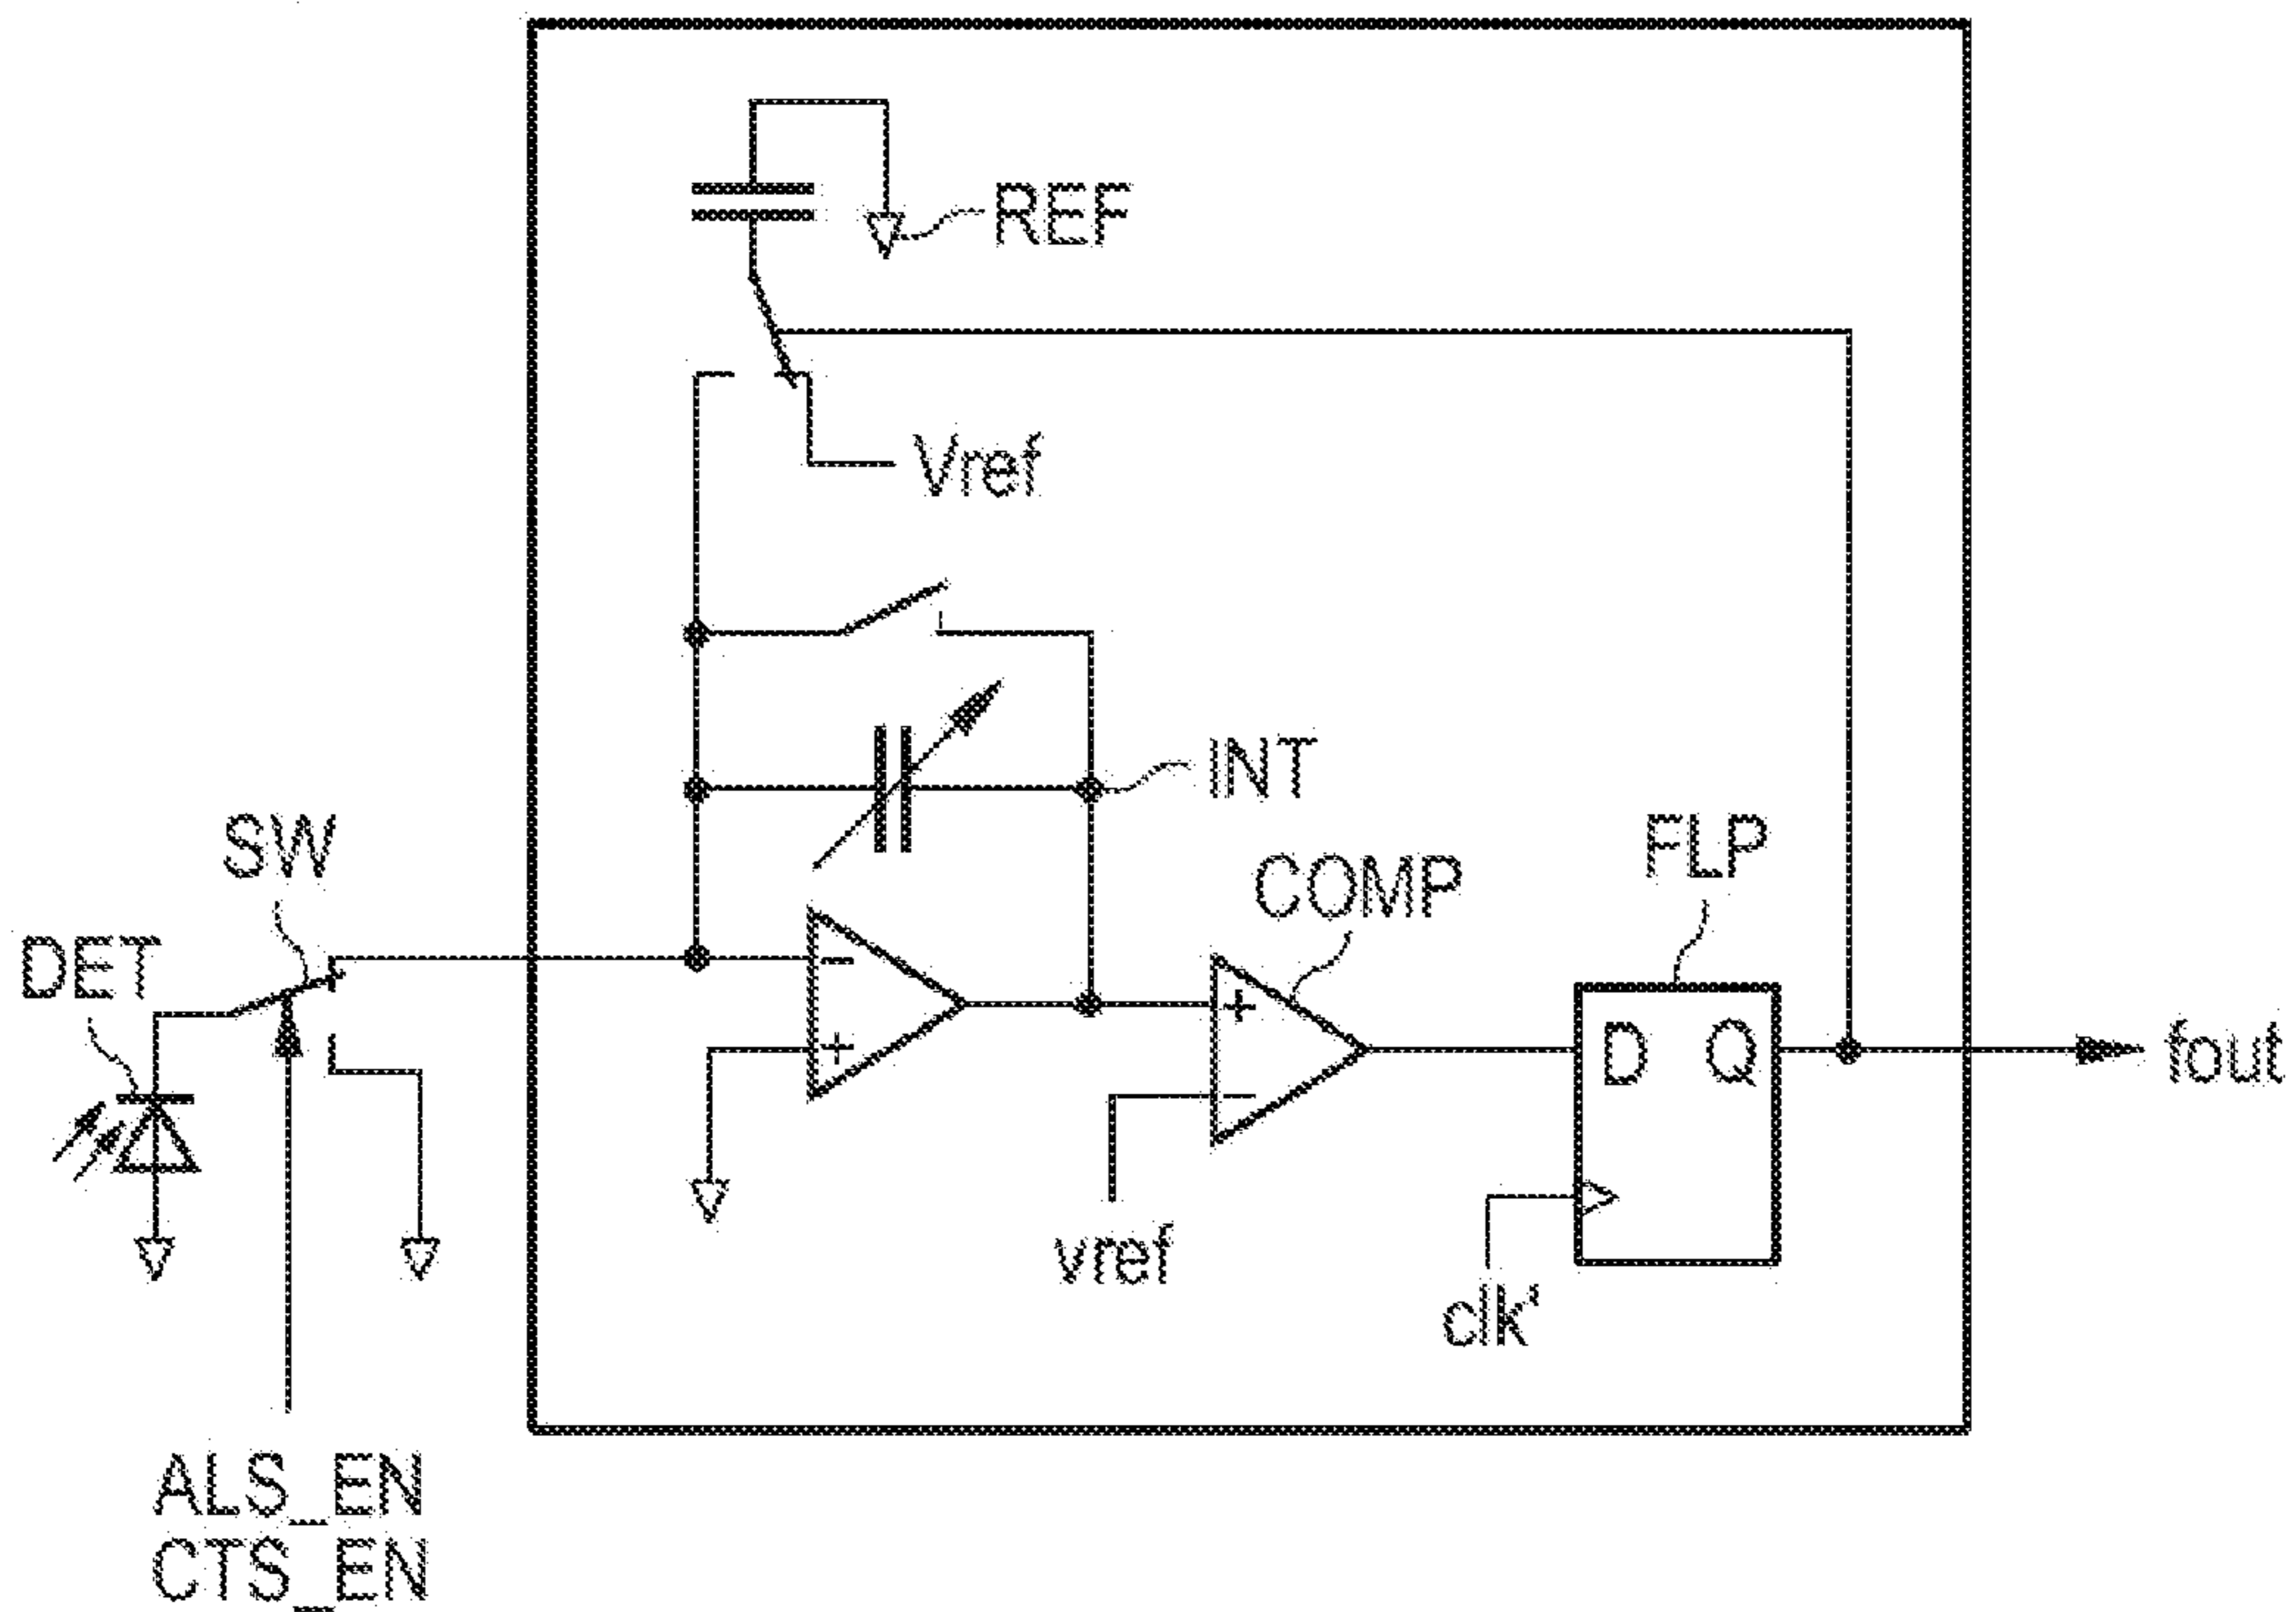 REF
Vref
INT
SW
COMP
FLP
DET
-
+
+
-
D Q
fout
vref
clk'
ALS_EN
CTS_EN